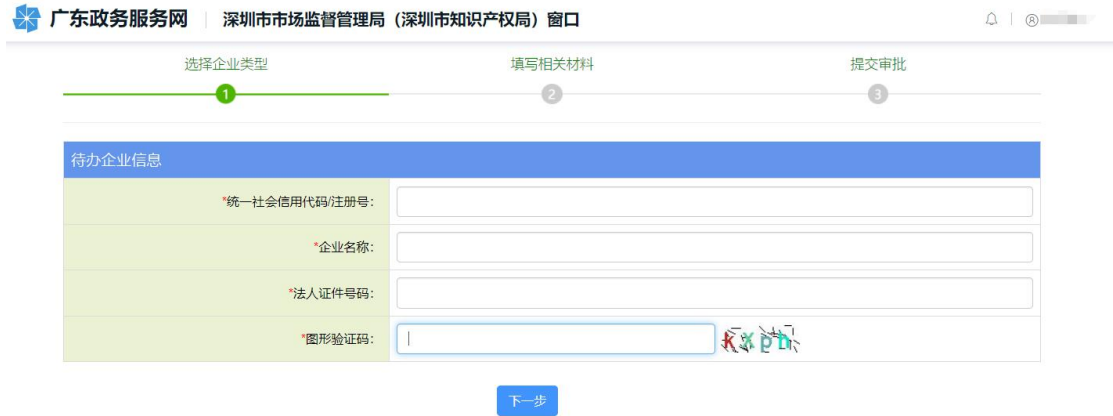 广东政务服务网 深圳市市场监督管理局（深圳市知识产权局）窗口
选择企业类型 填写相关材料 提交审批
1 2 3
待办企业信息
*统一社会信用代码/注册号：
*企业名称：
*法人证件号码：
*图形验证码： kxpn
下一步